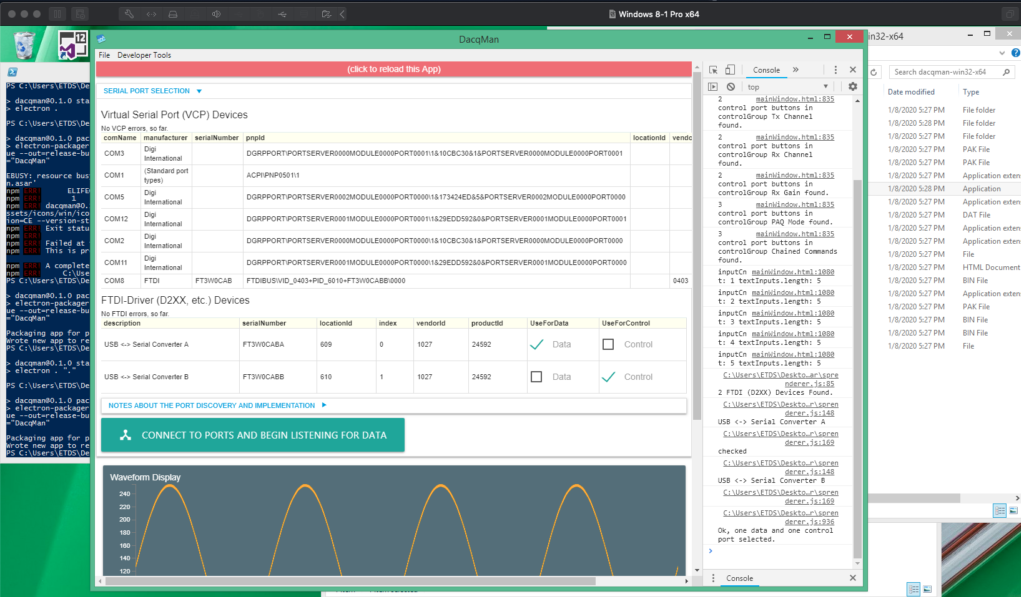 Windows 8-1 Pro x64
12
DacqMan
in32-x64
File Developer Tools
(click to reload this App)
SERIAL PORT SELECTION
Virtual Serial Port (VCP) Devices
No VCP errors, so far.
comName manufacturer serialNumber pnpId locationId vendo
COM3 Digi International DGRPPORT\PORTSERVER0000MODULE0000PORT0001\1&10CBC30&1&PORTSERVER0000MODULE0000PORT0001
COM1 (Standard port types) ACPI\PNP0501\1
COM5 Digi International DGRPPORT\PORTSERVER0002MODULE0000PORT0000\1&173424ED&5&PORTSERVER0002MODULE0000PORT0000
COM12 Digi International DGRPPORT\PORTSERVER0001MODULE0000PORT0001\1&29EDD592&0&PORTSERVER0001MODULE0000PORT0001
COM2 Digi International DGRPPORT\PORTSERVER0000MODULE0000PORT0000\1&10CBC30&1&PORTSERVER0000MODULE0000PORT0000
COM11 Digi International DGRPPORT\PORTSERVER0001MODULE0000PORT0000\1&29EDD592&0&PORTSERVER0001MODULE0000PORT0000
COM8 FTDI FT3W0CAB FTDIBUS\VID_0403+PID_6010+FT3W0CABB\0000 0403
FTDI-Driver (D2XX, etc.) Devices
No FTDI errors, so far.
description serialNumber locationId index vendorId productId UseForData UseForControl
USB <-> Serial Converter A FT3W0CABA 609 0 1027 24592 Data Control
USB <-> Serial Converter B FT3W0CABB 610 1 1027 24592 Data Control
NOTES ABOUT THE PORT DISCOVERY AND IMPLEMENTATION
CONNECT TO PORTS AND BEGIN LISTENING FOR DATA
Waveform Display
240
220
200
180
160
140
120
Console »
top
2 mainWindow.html:835
control port buttons in
controlGroup Tx Channel
found.
2 mainWindow.html:835
control port buttons in
controlGroup Rx Channel
found.
2 mainWindow.html:835
control port buttons in
controlGroup Rx Gain found.
3 mainWindow.html:835
control port buttons in
controlGroup PAQ Mode found.
3 mainWindow.html:835
control port buttons in
controlGroup Chained Commands
found.
inputCn mainWindow.html:1080
t: 1 textInputs.length: 5
inputCn mainWindow.html:1080
t: 2 textInputs.length: 5
inputCn mainWindow.html:1080
t: 3 textInputs.length: 5
inputCn mainWindow.html:1080
t: 4 textInputs.length: 5
inputCn mainWindow.html:1080
t: 5 textInputs.length: 5
C:\Users\ETDS\Deskto…ar\spre
nderer.js:85
2 FTDI (D2XX) Devices Found.
C:\Users\ETDS\Deskto…r\spren
derer.js:148
USB <-> Serial Converter A
C:\Users\ETDS\Deskto…r\spren
derer.js:169
checked
C:\Users\ETDS\Deskto…r\spren
derer.js:148
USB <-> Serial Converter B
C:\Users\ETDS\Deskto…r\spren
derer.js:169
C:\Users\ETDS\Deskto…r\spren
derer.js:936
Ok, one data and one control
port selected.
Console
Search dacqman-win32-x64
Date modified Type
1/8/2020 5:27 PM File folder
1/8/2020 5:28 PM File folder
1/8/2020 5:27 PM File folder
1/8/2020 5:27 PM PAK File
1/8/2020 5:27 PM PAK File
1/8/2020 5:27 PM Application exten
1/8/2020 5:28 PM Application
1/8/2020 5:27 PM Application exten
1/8/2020 5:27 PM DAT File
1/8/2020 5:27 PM Application exten
1/8/2020 5:27 PM Application exten
1/8/2020 5:27 PM File
1/8/2020 5:27 PM HTML Document
1/8/2020 5:27 PM BIN File
1/8/2020 5:27 PM Application exten
1/8/2020 5:27 PM PAK File
1/8/2020 5:27 PM BIN File
1/8/2020 5:27 PM BIN File
1/8/2020 5:27 PM File
PS C:\Users\ETDS\De
> dacqman@0.1.0 sta
> electron .
PS C:\Users\ETDS\De
> dacqman@0.1.0 pac
> electron-packager
ue --out=release-bu
="DacqMan"
EBUSY: resource bus
n.asar'
npm ERR! ELIFEC
npm ERR! 1
npm ERR! dacqman@0.
ssets/icons/win/ico
ion=CE --version-st
npm ERR! Exit statu
npm ERR!
npm ERR! Failed at
npm ERR! This is pr
npm ERR! A complete
npm ERR! C:\Use
PS C:\Users\ETDS\De
> dacqman@0.1.0 pac
> electron-packager
ue --out=release-bu
="DacqMan"
Packaging app for p
Wrote new app to re
PS C:\Users\ETDS\De
> dacqman@0.1.0 sta
> electron . "."
PS C:\Users\ETDS\De
> dacqman@0.1.0 pac
> electron-packager
ue --out=release-bu
="DacqMan"
Packaging app for p
Wrote new app to re
PS C:\Users\ETDS\De